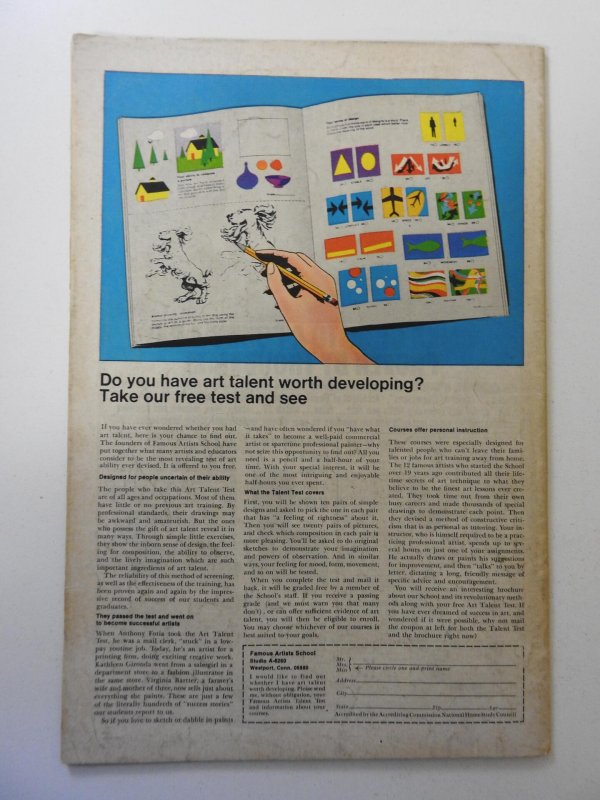 Do you have art talent worth developing?
Take our free test and see
If you have ever wondered whether you had
art talent, here is your chance to find out.
The founders of Famous Artists School have
put together what many artists and educators
consider to be the most revealing test of art
ability ever devised. It is offered to you free.
Designed for people uncertain of their ability
The people who take this Art Talent Test
are of all ages and occupations. Most of them
have little or no previous art training. By
professional standards, their drawings may
be awkward and amateurish. But the ones
who possess the gift of art talent reveal it in
many ways. Through simple little exercises,
they show the inborn sense of design, the feel-
ing for composition, the ability to observe,
and the lively imagination which are such
important ingredients of art talent.
The reliability of this method of screening,
as well as the effectiveness of the training, has
been proven again and again by the impres-
sive record of success of our students and
graduates.
They passed the test and went on
to become successful artists
When Anthony Foria took the Art Talent
Test, he was a mail clerk, "stuck" in a low-
pay routine job. Today, he's an artist for a
printing firm, doing exciting creative work.
Kathleen Gironda went from a salesgirl in a
department store to a fashion illustrator in
the same store. Virginia Bartter, a farmer's
wife and mother of three, now sells just about
everything she paints. These are just a few
of the literally hundreds of "success stories"
our students report to us.
So if you love to sketch or dabble in paints
—and have often wondered if you "have what
it takes" to become a well-paid commercial
artist or sparetime professional painter—why
not seize this opportunity to find out? All you
need is a pencil and a half-hour of your
time. With your special interest, it will be
one of the most intriguing and enjoyable
half-hours you ever spent.
What the Talent Test covers
First, you will be shown ten pairs of simple
designs and asked to pick the one in each pair
that has "a feeling of rightness" about it.
Then you will see twenty pairs of pictures,
and check which composition in each pair is
more pleasing. You'll be asked to do original
sketches to demonstrate your imagination
and powers of observation. And in similar
ways, your feeling for mood, form, movement,
and so on will be tested.
When you complete the test and mail it
back, it will be graded free by a member of
the School's staff. If you receive a passing
grade (and we must warn you that many
don't), or can offer sufficient evidence of art
talent, you will then be eligible to enroll.
You may choose whichever of our courses is
best suited to your goals.
Courses offer personal instruction
These courses were especially designed for
talented people who can't leave their fami-
lies or jobs for art training away from home.
The 12 famous artists who started the School
over 19 years ago contributed all their life-
time secrets of art technique to what they
believe to be the finest art lessons ever cre-
ated. They took time out from their own
busy careers and made thousands of special
drawings to demonstrate each point. Then
they devised a method of constructive criti-
cism that is as personal as tutoring. Your in-
structor, who is himself required to be a prac-
ticing professional artist, spends up to sev-
eral hours on just one of your assignments.
He actually draws or paints his suggestions
for improvement, and then "talks" to you by
letter, dictating a long, friendly message of
specific advice and encouragement.
You will receive an interesting brochure
about our School and its revolutionary meth-
ods along with your free Art Talent Test. If
you have ever dreamed of success in art, and
wondered if it were possible, why not mail
the coupon at left for both the Talent Test
and the brochure right now?
Famous Artists School
Studio A-6260
Westport, Conn. 06880
I would like to find out
whether I have art talent
worth developing. Please send
me, without obligation, your
Famous Artists Talent Test
and information about your
courses.
Mr.
Mrs.
Miss
Please circle one and print name
Address
City
State
Zip
Age
Accredited by the Accrediting Commission National Home Study Council